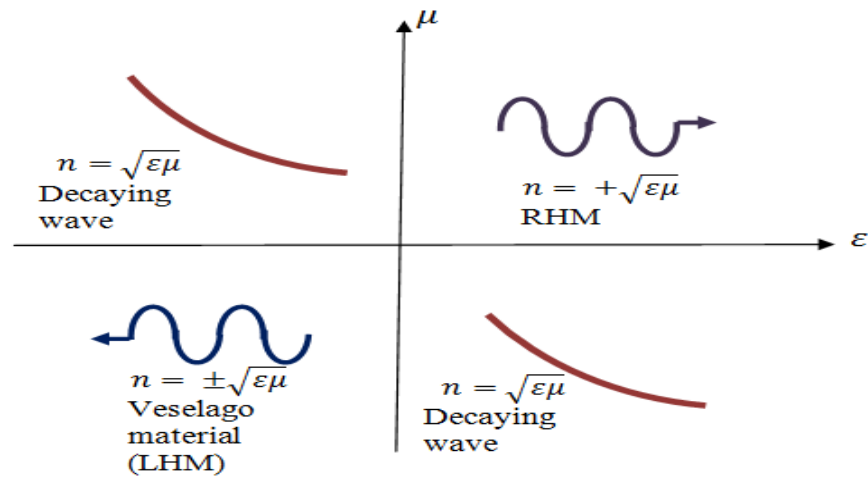 μ
n = √εμ
Decaying
wave
n = +√εμ
RHM
ε
n = ±√εμ
Veselago
material
(LHM)
n = √εμ
Decaying
wave